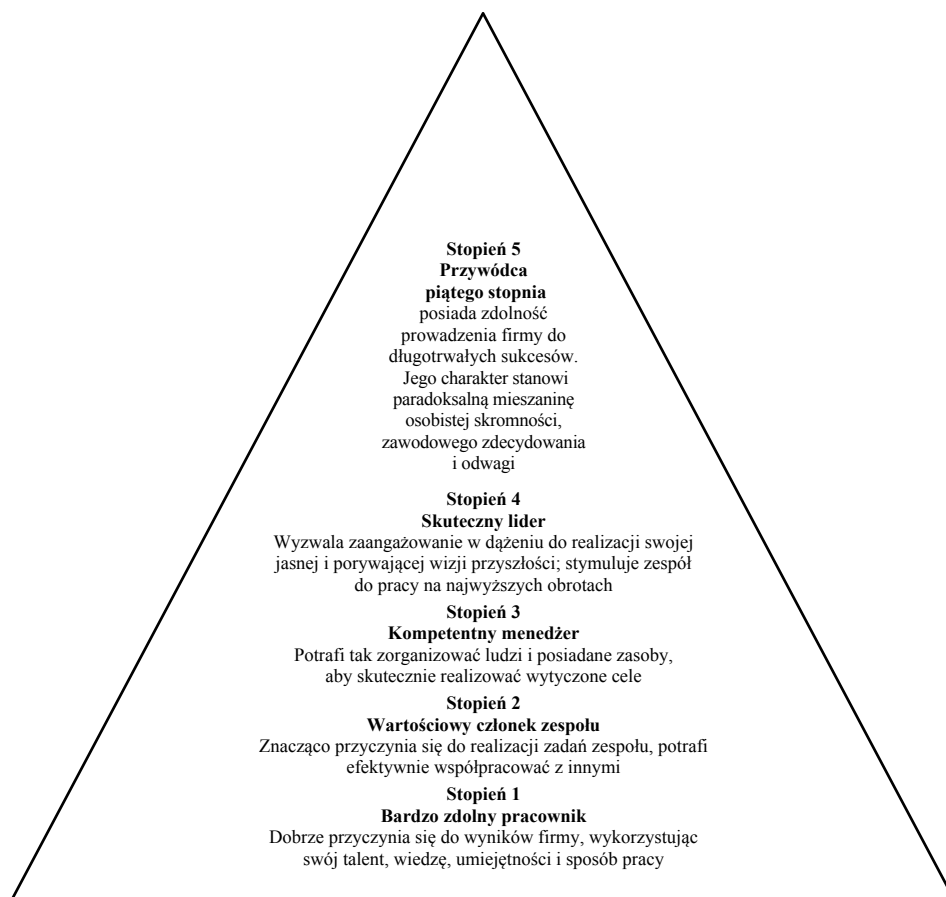 Stopień 5
Przywódca
piątego stopnia
posiada zdolność
prowadzenia firmy do
długotrwałych sukcesów.
Jego charakter stanowi
paradoksalną mieszaninę
osobistej skromności,
zawodowego zdecydowania
i odwagi
Stopień 4
Skuteczny lider
Wyzwala zaangażowanie w dążeniu do realizacji swojej
jasnej i porywającej wizji przyszłości; stymuluje zespół
do pracy na najwyższych obrotach
Stopień 3
Kompetentny menedżer
Potrafi tak zorganizować ludzi i posiadane zasoby,
aby skutecznie realizować wytyczone cele
Stopień 2
Wartościowy członek zespołu
Znacząco przyczynia się do realizacji zadań zespołu, potrafi
efektywnie współpracować z innymi
Stopień 1
Bardzo zdolny pracownik
Dobrze przyczynia się do wyników firmy, wykorzystując
swój talent, wiedzę, umiejętności i sposób pracy